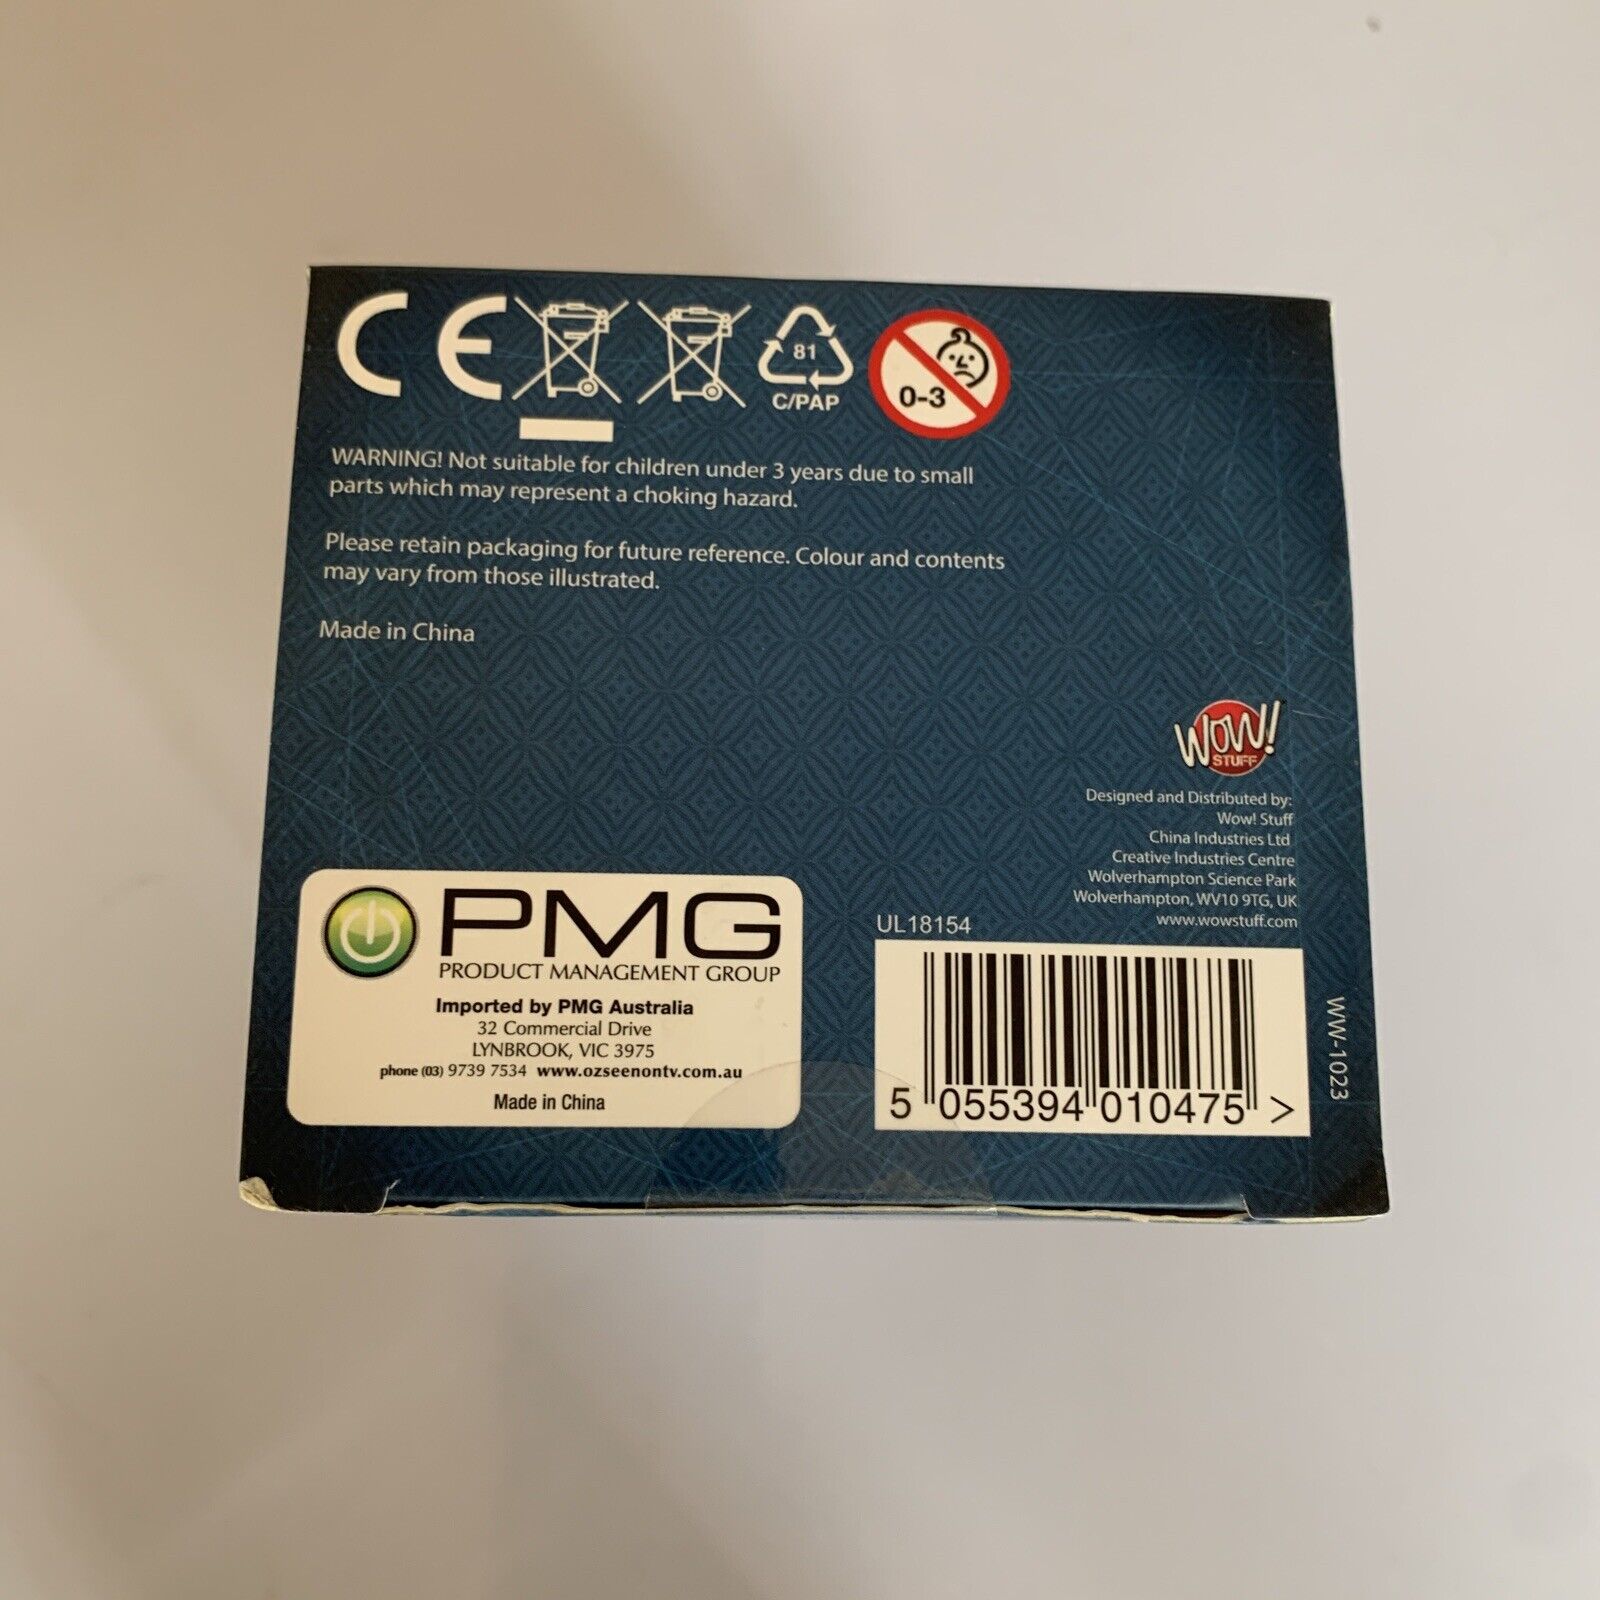 CE
81
C/PAP
0-3
WARNING! Not suitable for children under 3 years due to small
parts which may represent a choking hazard.
Please retain packaging for future reference. Colour and contents
may vary from those illustrated.
Made in China
WOW!
STUFF
Designed and Distributed by:
Wow! Stuff
China Industries Ltd
Creative Industries Centre
Wolverhampton Science Park
Wolverhampton, WV10 9TG, UK
www.wowstuff.com
PMG
PRODUCT MANAGEMENT GROUP
Imported by PMG Australia
32 Commercial Drive
LYNBROOK, VIC 3975
phone (03) 9739 7534 www.ozseenontv.com.au
Made in China
UL18154
5 055394 010475 >
WW-1023